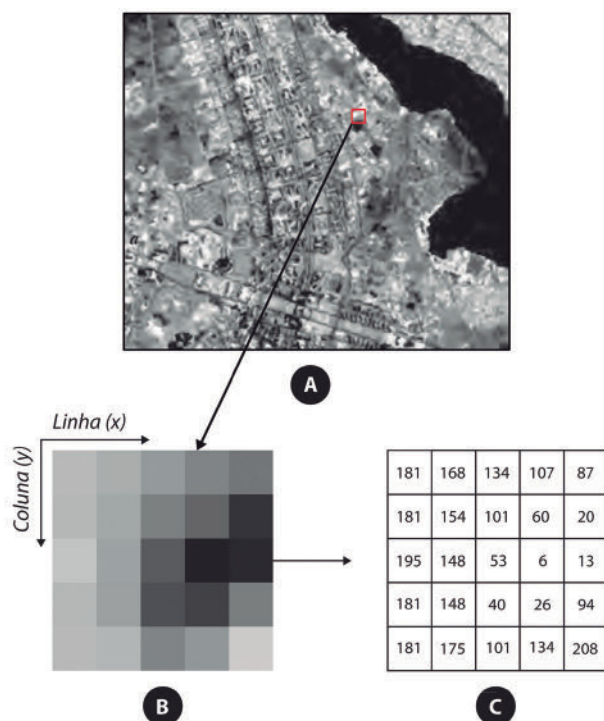 a
A
Linha (x)
Coluna (y)
181 168 134 107 87
181 154 101 60 20
195 148 53 6 13
181 148 40 26 94
181 175 101 134 208
B
C